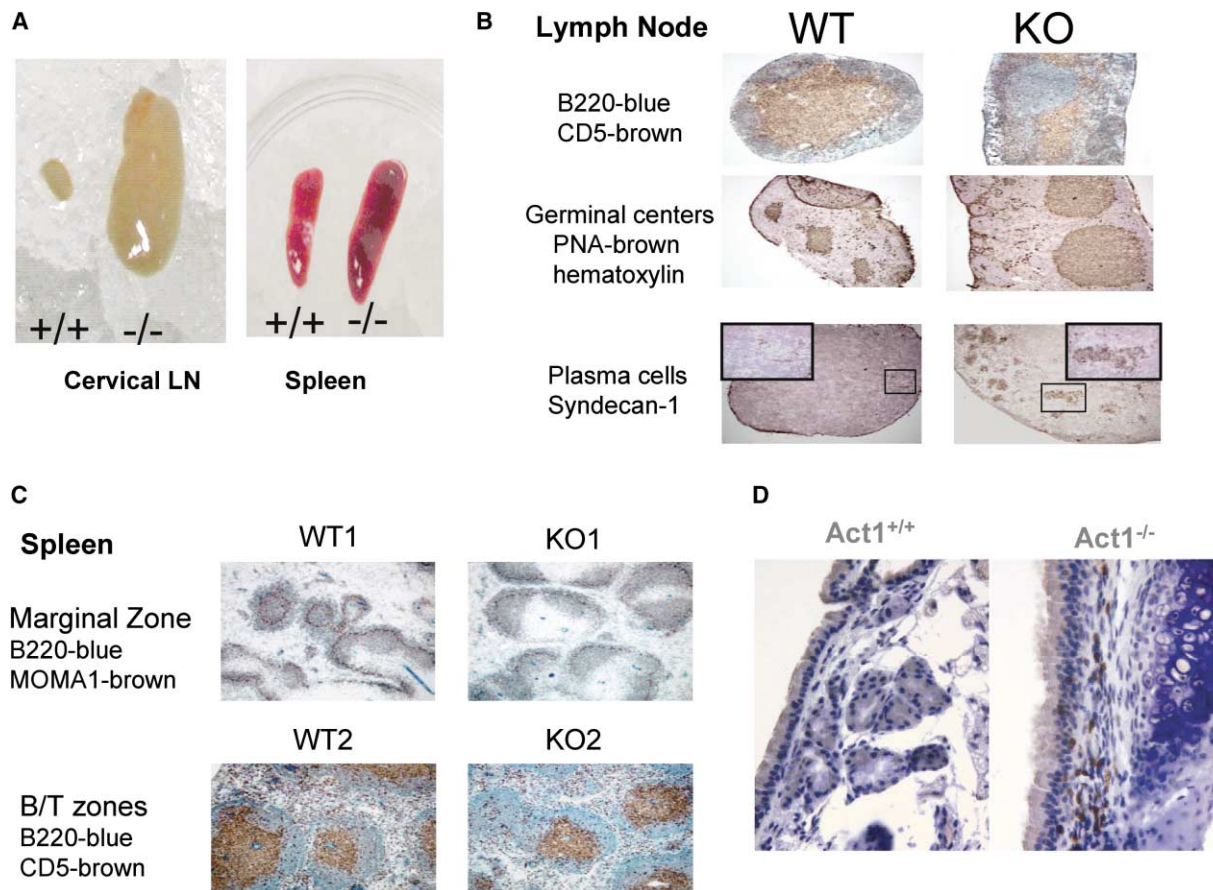 A
+/+ -/-
Cervical LN
+/+ -/-
Spleen
B
Lymph Node
WT
KO
B220-blue
CD5-brown
Germinal centers
PNA-brown
hematoxylin
Plasma cells
Syndecan-1
C
Spleen
WT1
KO1
Marginal Zone
B220-blue
MOMA1-brown
WT2
KO2
B/T zones
B220-blue
CD5-brown
D
Act1+/+
Act1-/-